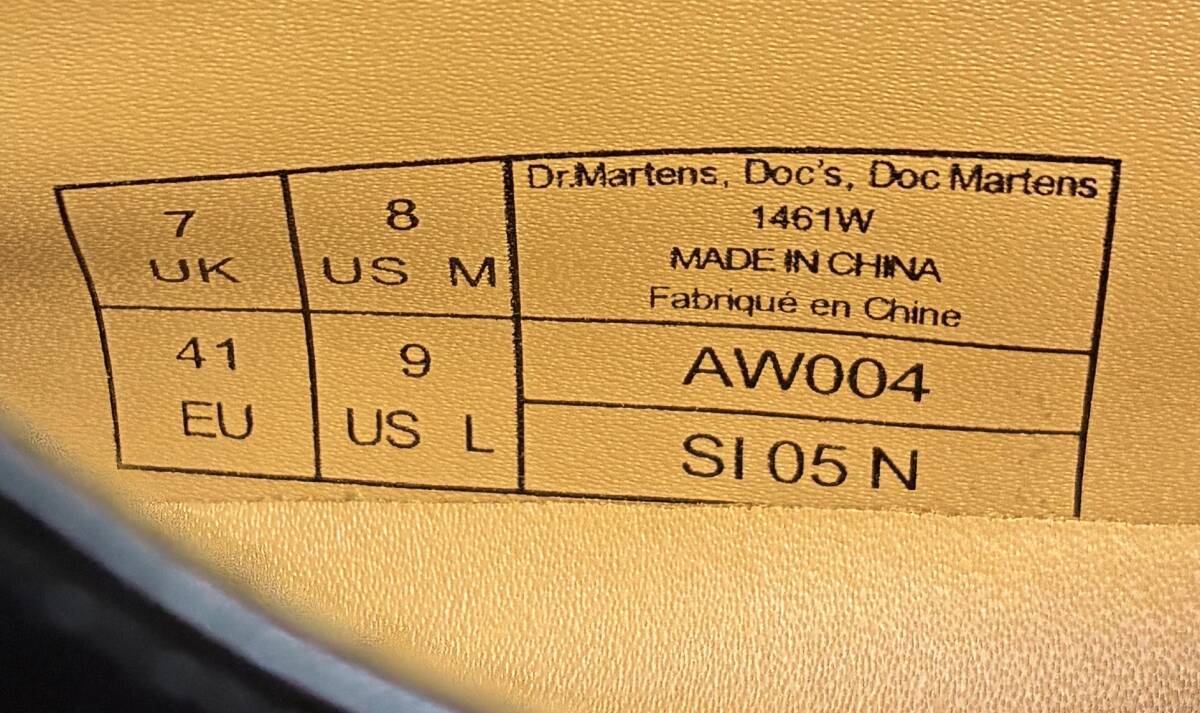 7
UK
8
US M
41
EU
9
US L
Dr.Martens, Doc's, Doc Martens
1461W
MADE IN CHINA
Fabriqué en Chine
AW004
SI 05 N